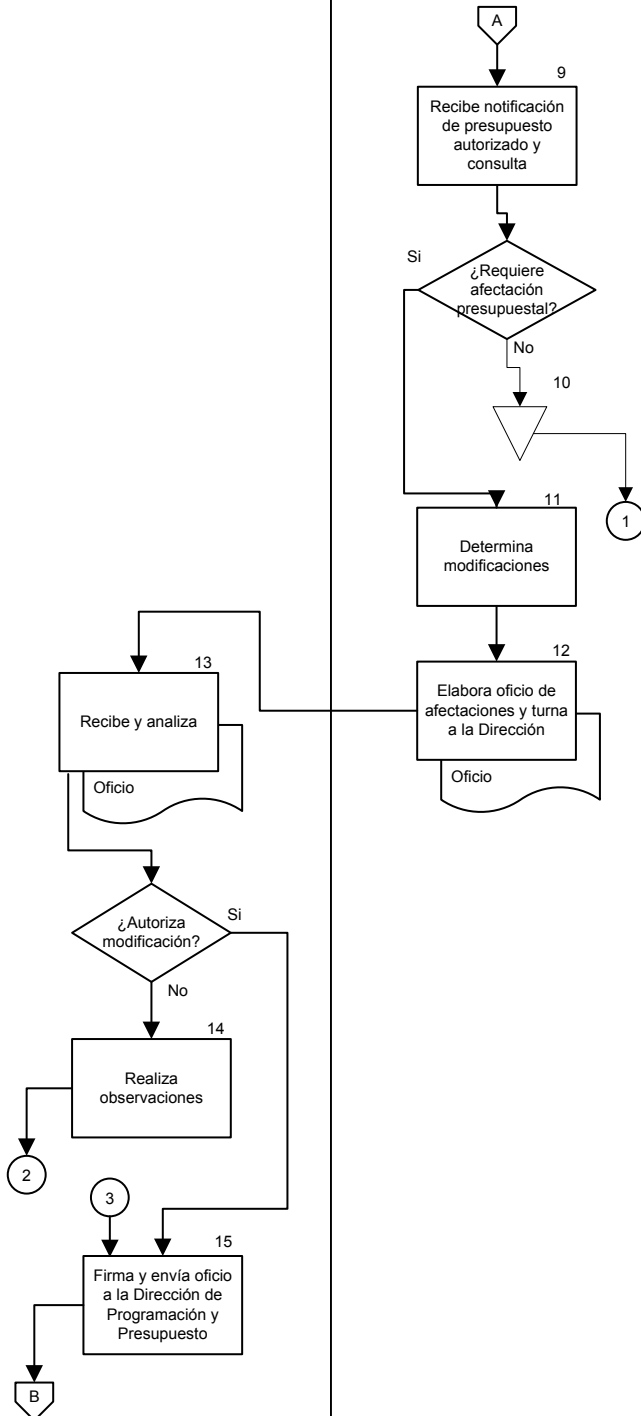 A
9
Recibe notificación
de presupuesto
autorizado y
consulta
Si
¿Requiere
afectación
presupuestal?
No
10
1
11
Determina
modificaciones
12
Elabora oficio de
afectaciones y turna
a la Dirección
Oficio
13
Recibe y analiza
Oficio
¿Autoriza
modificación?
Si
No
14
Realiza
observaciones
2
3
15
Firma y envía oficio
a la Dirección de
Programación y
Presupuesto
B